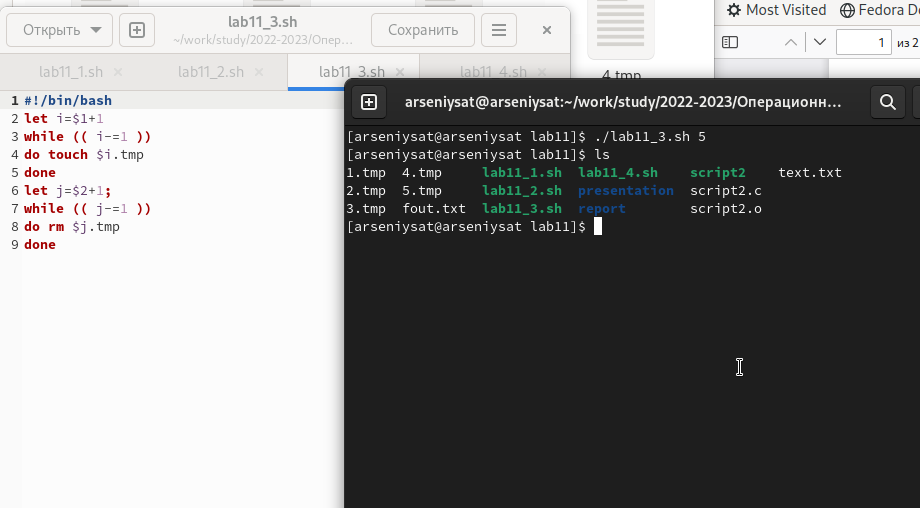 Открыть
lab11_3.sh
~/work/study/2022-2023/Опер...
Сохранить
Most Visited
Fedora Do
1
из 2
lab11_1.sh
lab11_2.sh
lab11_3.sh
lab11_4.sh
4.tmp
1 #!/bin/bash
2 let i=$1+1
3 while (( i-=1 ))
4 do touch $i.tmp
5 done
6 let j=$2+1;
7 while (( j-=1 ))
8 do rm $j.tmp
9 done
arseniysat@arseniysat:~/work/study/2022-2023/Операционн...
[arseniysat@arseniysat lab11]$ ./lab11_3.sh 5
[arseniysat@arseniysat lab11]$ ls
1.tmp 4.tmp lab11_1.sh lab11_4.sh script2 text.txt
2.tmp 5.tmp lab11_2.sh presentation script2.c
3.tmp fout.txt lab11_3.sh report script2.o
[arseniysat@arseniysat lab11]$